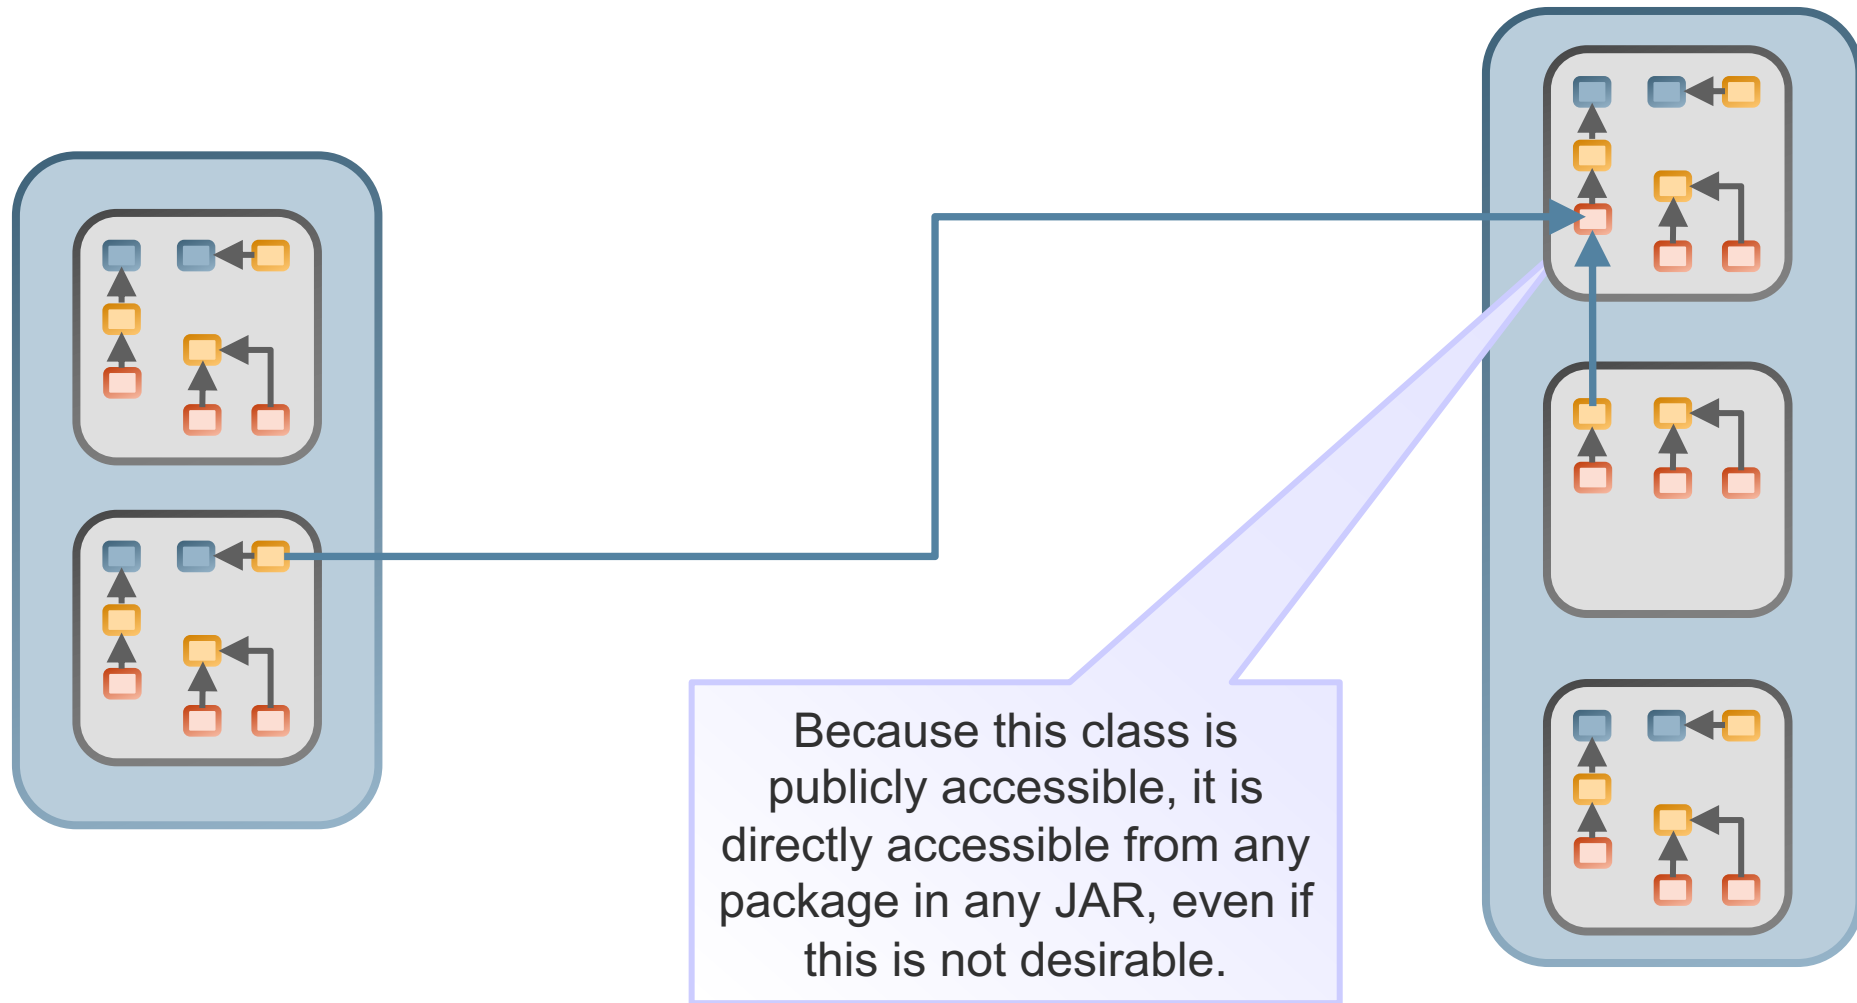 Because this class is
publicly accessible, it is
directly accessible from any
package in any JAR, even if
this is not desirable.